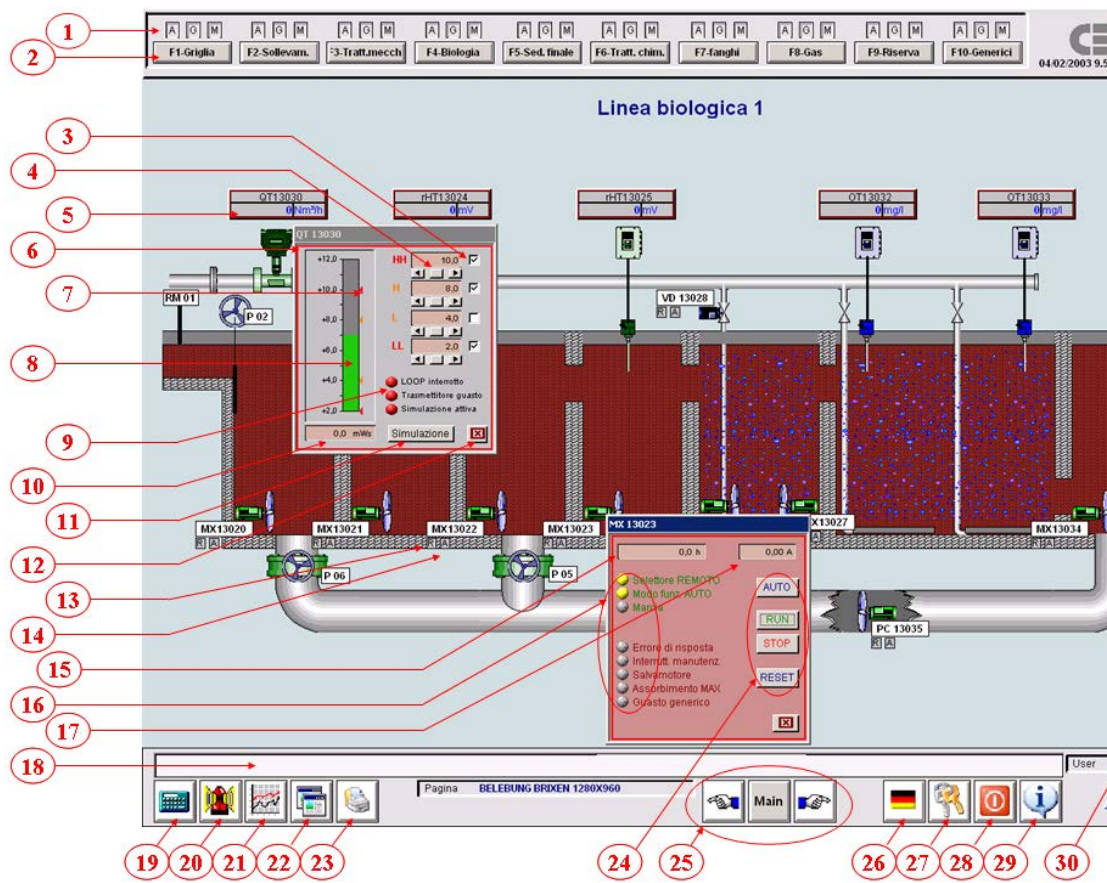 1
A G M A G M A G M A G M A G M A G M A G M A G M A G M A G M
2
F1-Griglia F2-Sollevam. F3-Tratt.mecch F4-Biologia F5-Sed. finale F6-Tratt. chim. F7-fanghi F8-Gas F9-Riserva F10-Generici
04/02/2003 9.5
Linea biologica 1
3
4
QT13030 rHT13024 rHT13025 OT13032 OT13033
5
0 Nm³/h 0 mV 0 mV 0 mg/l 0 mg/l
6
QT 13030
+12,0 HH 10,0
7
+10,0 H 8,0
RM 01
VD 13028
R A
P 02
+8,0 L 4,0
8
+6,0 LL 2,0
+4,0 LOOP interrotto
Trasmettitore guasto
+2,0 Simulazione attiva
9
0,0 mWs Simulazione
10
11
MX13020 MX13021 MX13022 MX13023 MX 13023 X13027 MX13034
R A R A R A A R A
12
0,0 h 0,00 A
13
P 06 P 05
Selettore REMOTO
Modo funz. AUTO
Marcia
AUTO
14
RUN
PC 13035
R A
STOP
15
Errore di risposta
Interrutt. manutenz.
Salvamotore
Assorbimento MAX
Guasto generico
RESET
16
17
18
User
Pagina BELEBUNG BRIXEN 1280X960
Main
19 20 21 22 23 24 25 26 27 28 29 30